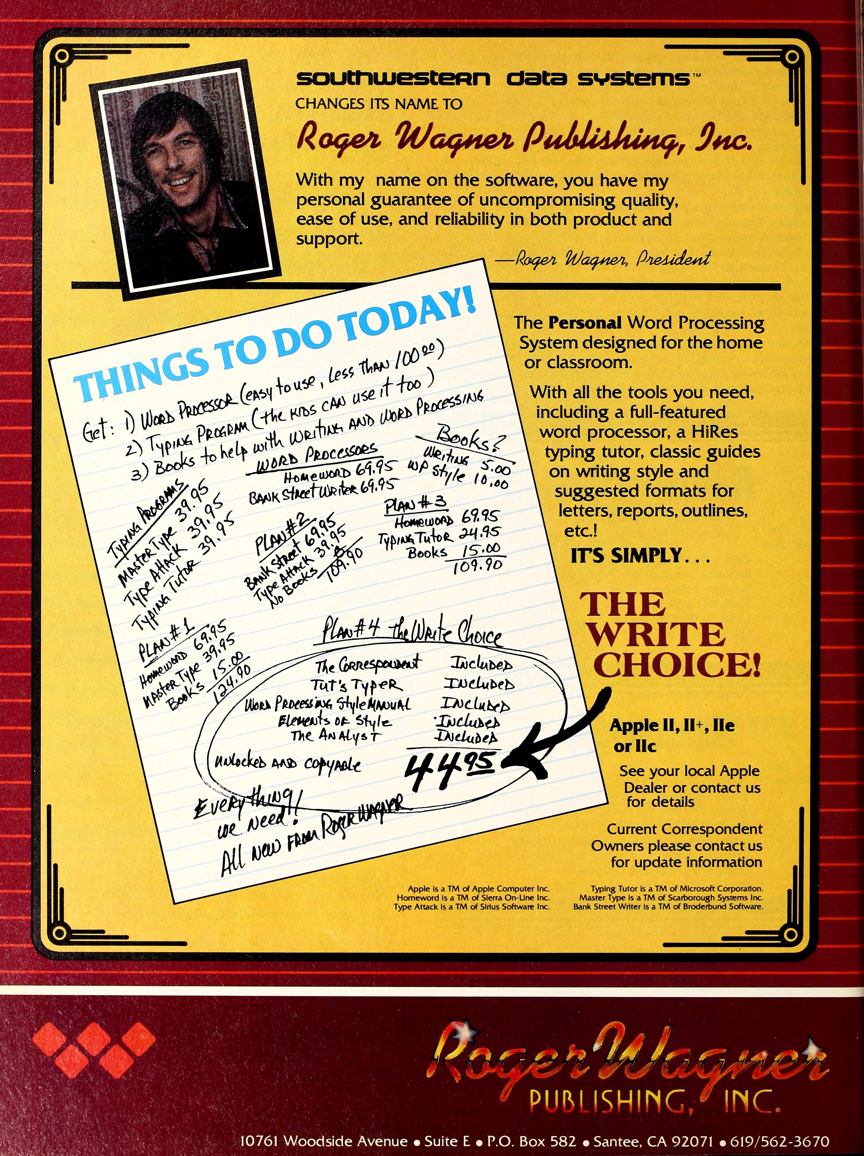 southwestern data systems™
CHANGES ITS NAME TO
Roger Wagner Publishing, Inc.
With my name on the software, you have my
personal guarantee of uncompromising quality,
ease of use, and reliability in both product and
support.
—Roger Wagner, President
THINGS TO DO TODAY!
Get: 1) Word Processor (easy to use, less than 100 00)
2) Typing Program (the kids can use it too)
3) Books to help with writing and word processing
Word Processors
Homeword 69.95
Bank Street Writer 69.95
Books?
Writing 5.00
WP Style 10.00
Typing Programs
Master Type 39.95
Type Attack 39.95
Typing Tutor 39.95
Plan #2
Bank Street 69.95
Type Attack 39.95
No Books 0
109.90
Plan #3
Homeword 69.95
Typing Tutor 24.95
Books 15.00
109.90
Plan #1
Homeword 69.95
Master Type 39.95
Books 15.00
124.90
Plan #4 The Write Choice
The Correspondent Included
Tut's Typer Included
Word Processing Style Manual Included
Elements of Style Included
The Analyst Included
Unlocked and copyable 44 95
Everything
we need!
All new from Roger Wagner
The Personal Word Processing
System designed for the home
or classroom.
With all the tools you need,
including a full-featured
word processor, a HiRes
typing tutor, classic guides
on writing style and
suggested formats for
letters, reports, outlines,
etc.!
IT'S SIMPLY...
THE
WRITE
CHOICE!
Apple II, II+, IIe
or IIc
See your local Apple
Dealer or contact us
for details
Current Correspondent
Owners please contact us
for update information
Apple is a TM of Apple Computer Inc.
Homeword is a TM of Sierra On-Line Inc.
Type Attack is a TM of Sirius Software Inc.
Typing Tutor is a TM of Microsoft Corporation.
Master Type is a TM of Scarborough Systems Inc.
Bank Street Writer is a TM of Broderbund Software.
Roger Wagner
PUBLISHING, INC.
10761 Woodside Avenue • Suite E • P.O. Box 582 • Santee, CA 92071 • 619/562-3670